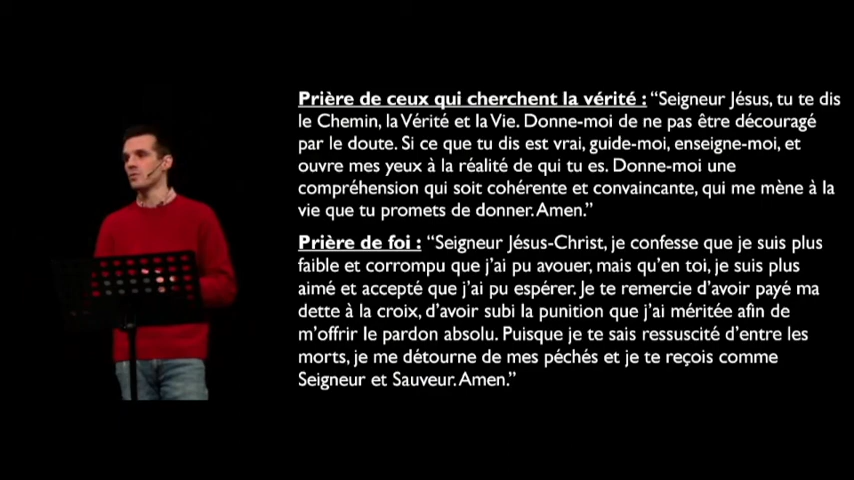 Prière de ceux qui cherchent la vérité : “Seigneur Jésus, tu te dis
le Chemin, la Vérité et la Vie. Donne-moi de ne pas être découragé
par le doute. Si ce que tu dis est vrai, guide-moi, enseigne-moi, et
ouvre mes yeux à la réalité de qui tu es. Donne-moi une
compréhension qui soit cohérente et convaincante, qui me mène à la
vie que tu promets de donner. Amen.”
Prière de foi : “Seigneur Jésus-Christ, je confesse que je suis plus
faible et corrompu que j’ai pu avouer, mais qu’en toi, je suis plus
aimé et accepté que j’ai pu espérer. Je te remercie d’avoir payé ma
dette à la croix, d’avoir subi la punition que j’ai méritée afin de
m’offrir le pardon absolu. Puisque je te sais ressuscité d’entre les
morts, je me détourne de mes péchés et je te reçois comme
Seigneur et Sauveur. Amen.”